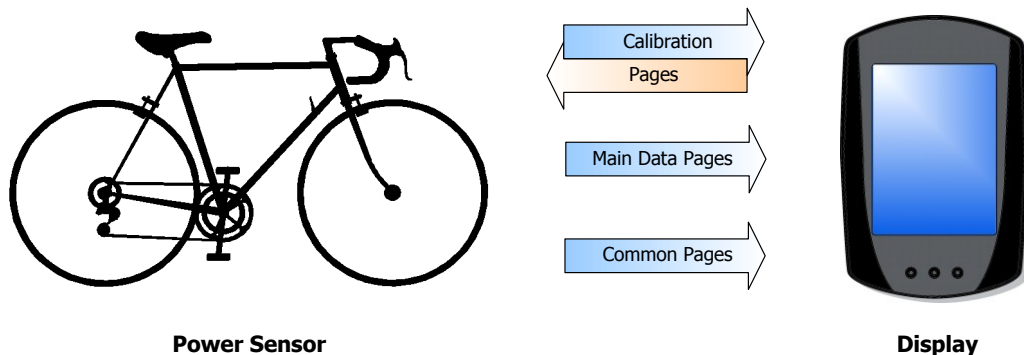 Calibration
Pages
Main Data Pages
Common Pages
Power Sensor
Display